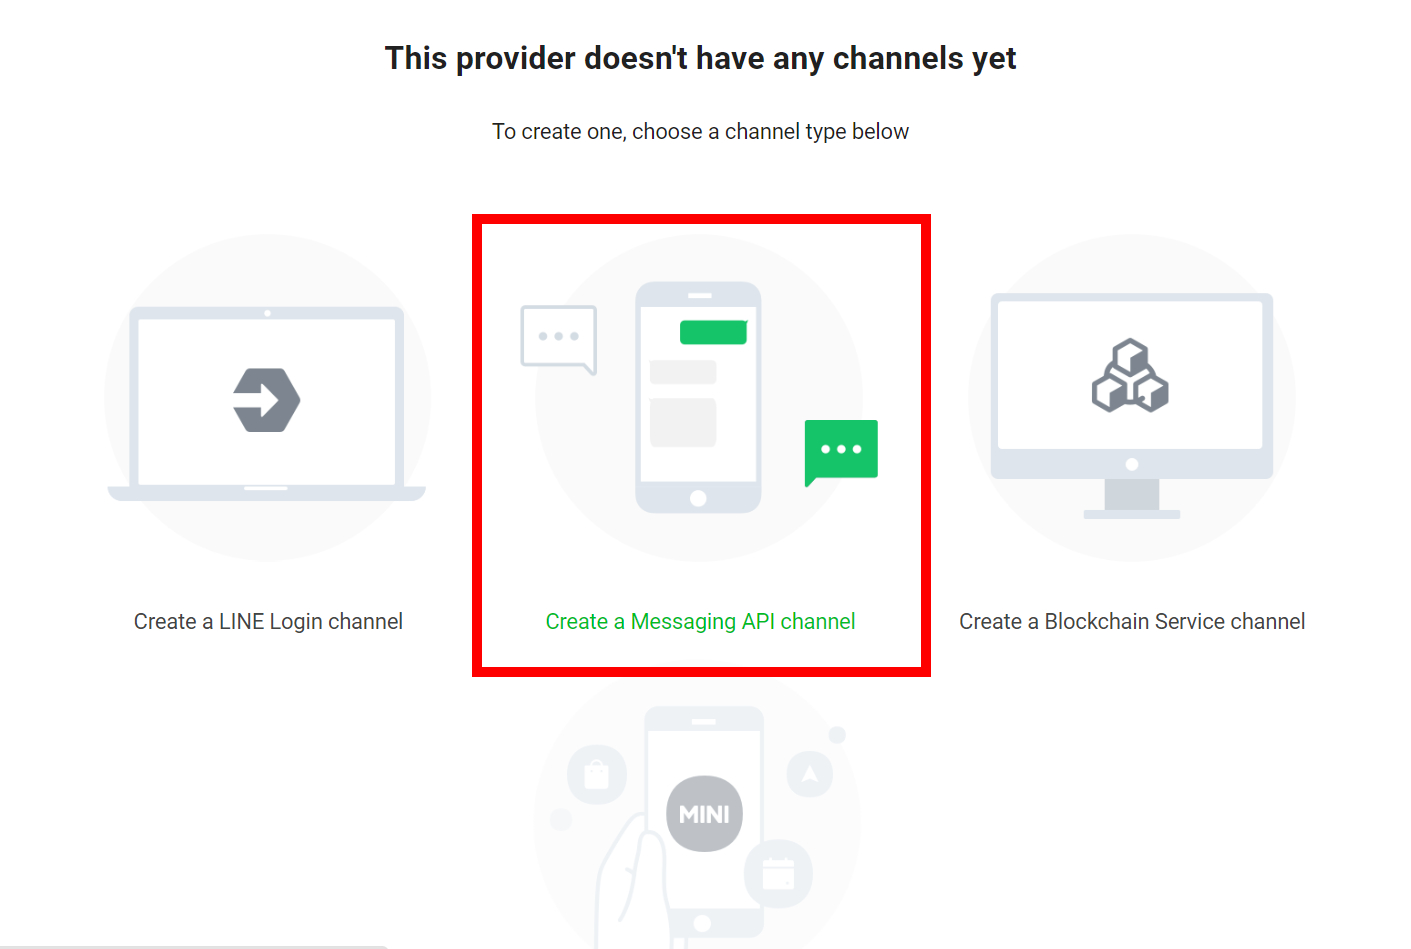 This provider doesn't have any channels yet
To create one, choose a channel type below
Create a LINE Login channel
Create a Messaging API channel
Create a Blockchain Service channel
MINI